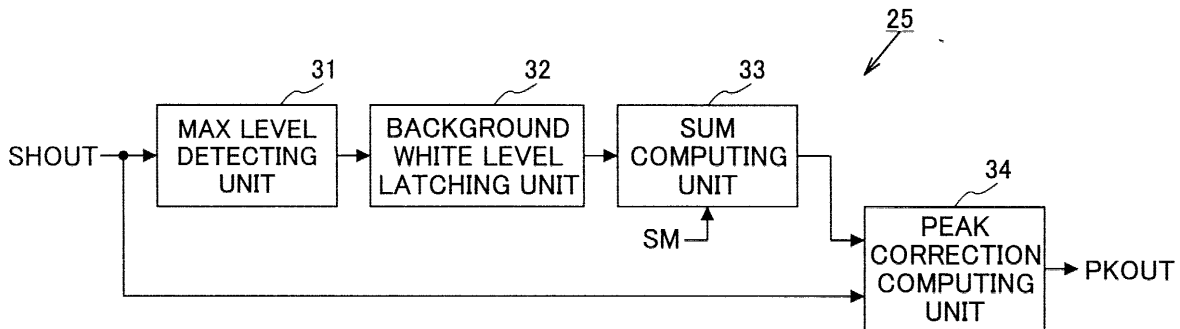 25
31
32
33
SHOUT
MAX LEVEL
DETECTING
UNIT
BACKGROUND
WHITE LEVEL
LATCHING UNIT
SUM
COMPUTING
UNIT
SM
34
PEAK
CORRECTION
COMPUTING
UNIT
PKOUT